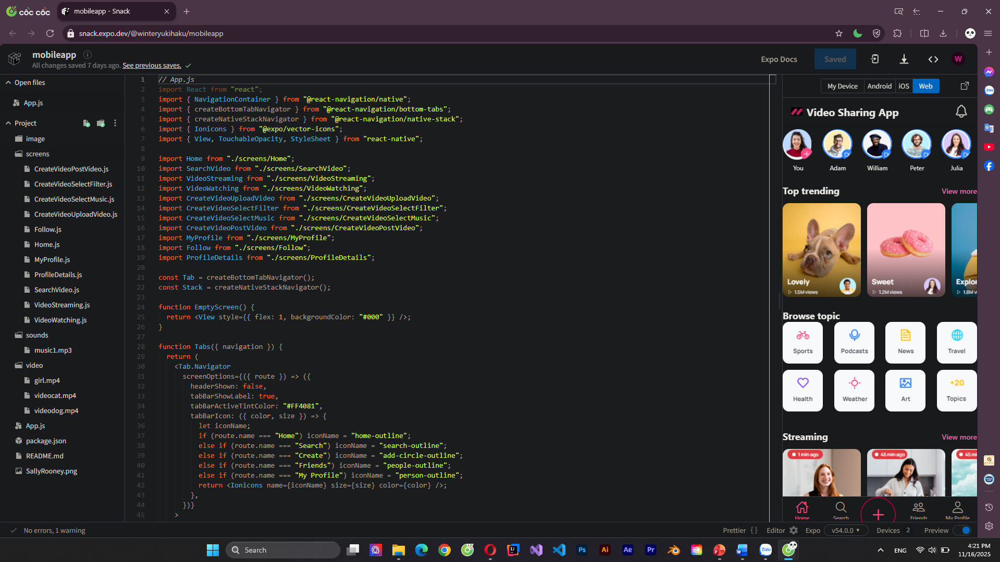 cốc cốc
mobileapp - Snack
snack.expo.dev/@winteryukihaku/mobileapp
mobileapp
All changes saved 7 days ago. See previous saves.
Expo Docs
Saved
W
Open files
App.js
Project
image
screens
CreateVideoPostVideo.js
CreateVideoSelectFilter.js
CreateVideoSelectMusic.js
CreateVideoUploadVideo.js
Follow.js
Home.js
MyProfile.js
ProfileDetails.js
SearchVideo.js
VideoStreaming.js
VideoWatching.js
sounds
music1.mp3
video
girl.mp4
videocat.mp4
videodog.mp4
App.js
package.json
README.md
SallyRooney.png
1 // App.js
2 import React from "react";
3 import { NavigationContainer } from "@react-navigation/native";
4 import { createBottomTabNavigator } from "@react-navigation/bottom-tabs";
5 import { createNativeStackNavigator } from "@react-navigation/native-stack";
6 import { Ionicons } from "@expo/vector-icons";
7 import { View, TouchableOpacity, StyleSheet } from "react-native";
8
9 import Home from "./screens/Home";
10 import SearchVideo from "./screens/SearchVideo";
11 import VideoStreaming from "./screens/VideoStreaming";
12 import VideoWatching from "./screens/VideoWatching";
13 import CreateVideoUploadVideo from "./screens/CreateVideoUploadVideo";
14 import CreateVideoSelectFilter from "./screens/CreateVideoSelectFilter";
15 import CreateVideoSelectMusic from "./screens/CreateVideoSelectMusic";
16 import CreateVideoPostVideo from "./screens/CreateVideoPostVideo";
17 import MyProfile from "./screens/MyProfile";
18 import Follow from "./screens/Follow";
19 import ProfileDetails from "./screens/ProfileDetails";
20
21 const Tab = createBottomTabNavigator();
22 const Stack = createNativeStackNavigator();
23
24 function EmptyScreen() {
25 return <View style={{ flex: 1, backgroundColor: "#000" }} />;
26 }
27
28 function Tabs({ navigation }) {
29 return (
30 <Tab.Navigator
31 screenOptions={({ route }) => ({
32 headerShown: false,
33 tabBarShowLabel: true,
34 tabBarActiveTintColor: "#FF4081",
35 tabBarIcon: ({ color, size }) => {
36 let iconName;
37 if (route.name === "Home") iconName = "home-outline";
38 else if (route.name === "Search") iconName = "search-outline";
39 else if (route.name === "Create") iconName = "add-circle-outline";
40 else if (route.name === "Friends") iconName = "people-outline";
41 else if (route.name === "My Profile") iconName = "person-outline";
42 return <Ionicons name={iconName} size={size} color={color} />;
43 },
44 })}
45 >
My Device Android iOS Web
Video Sharing App
You Adam William Peter Julia
Top trending View more
Lovely Sweet Explor
1.5M views 1.2M views 1.8M v
Browse topic
Sports Podcasts News Travel
+20
Health Weather Art Topics
Streaming View more
1 min ago 45 min ago 45 mi
Home Search Friends My Profile
No errors, 1 warning
Prettier {} Editor Expo v54.0.0 Devices 2 Preview
Search
Ps Ai Ae Pr
Zalo
ENG
4:21 PM
11/16/2025